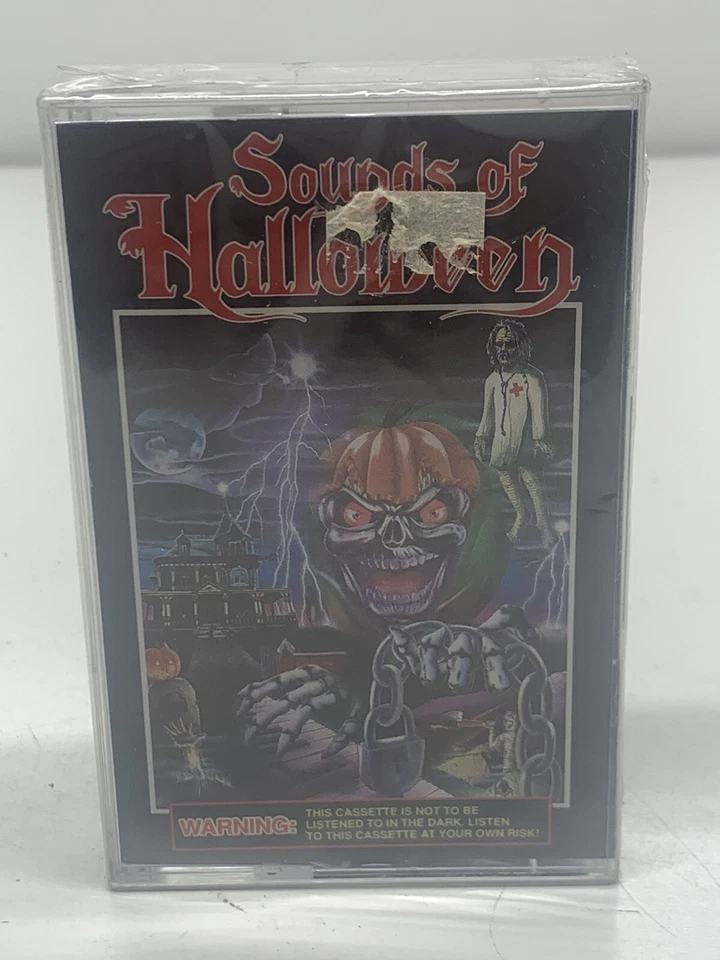 Sounds of
Halloween
WARNING:
THIS CASSETTE IS NOT TO BE
LISTENED TO IN THE DARK. LISTEN
TO THIS CASSETTE AT YOUR OWN RISK!